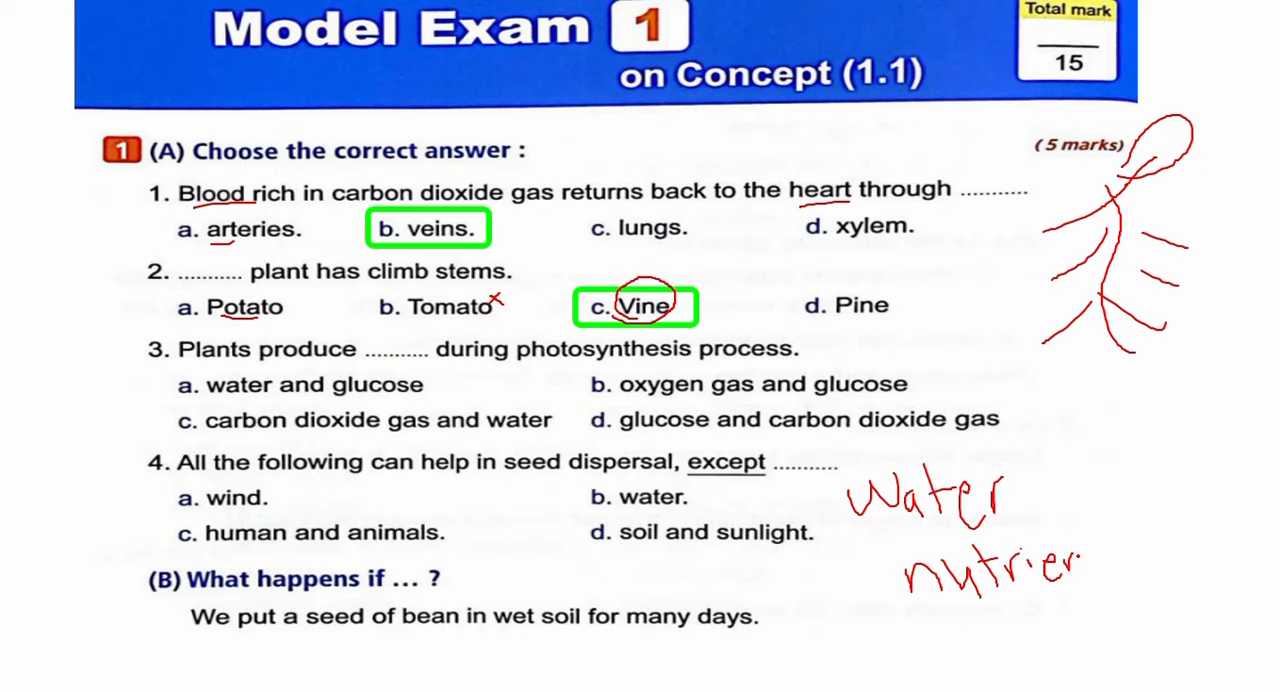 Model Exam 1
on Concept (1.1)
Total mark
15
1 (A) Choose the correct answer :
(5 marks)
1. Blood rich in carbon dioxide gas returns back to the heart through ...........
a. arteries. b. veins. c. lungs. d. xylem.
2. ........... plant has climb stems.
a. Potato b. Tomato x c. Vine d. Pine
3. Plants produce ........... during photosynthesis process.
a. water and glucose b. oxygen gas and glucose
c. carbon dioxide gas and water d. glucose and carbon dioxide gas
4. All the following can help in seed dispersal, except ...........
a. wind. b. water.
c. human and animals. d. soil and sunlight.
water
nutrier
(B) What happens if ... ?
We put a seed of bean in wet soil for many days.